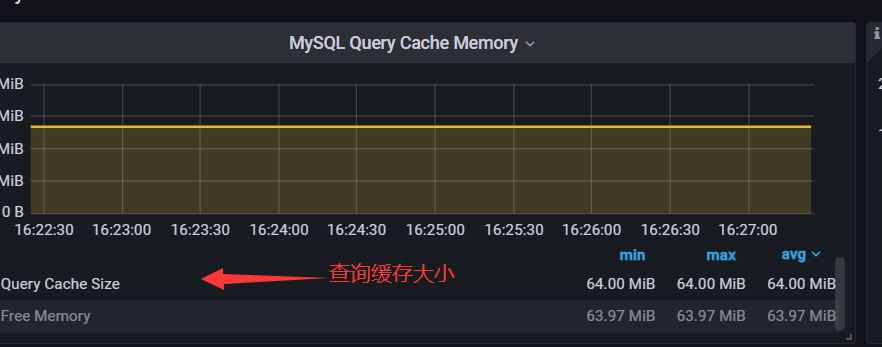 MySQL Query Cache Memory
MiB
MiB
MiB
MiB
0 B
16:22:30 16:23:00 16:23:30 16:24:00 16:24:30 16:25:00 16:25:30 16:26:00 16:26:30 16:27:00
min max avg
Query Cache Size 查询缓存大小 64.00 MiB 64.00 MiB 64.00 MiB
Free Memory 63.97 MiB 63.97 MiB 63.97 MiB